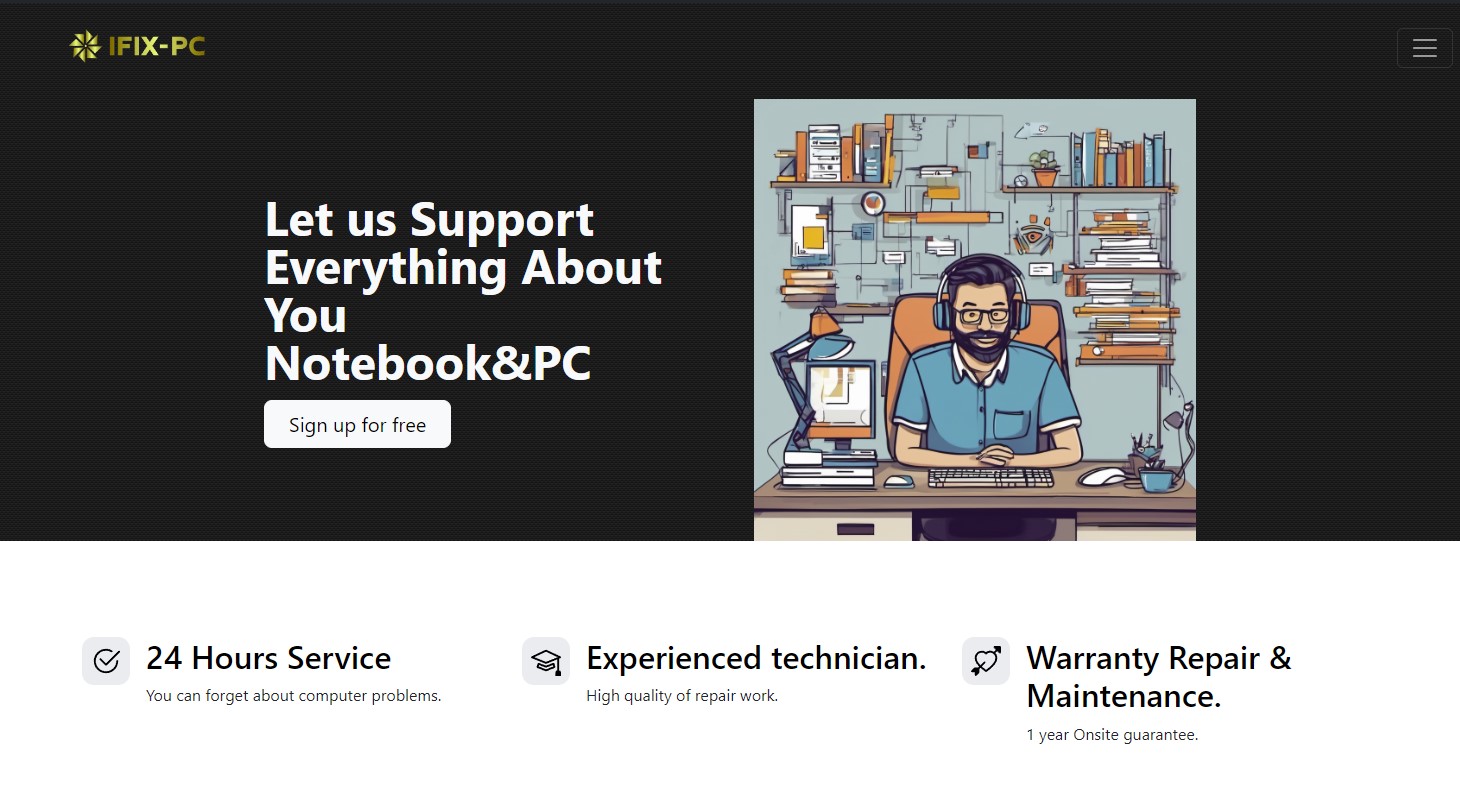 IFIX-PC
Let us Support
Everything About
You
Notebook&PC
Sign up for free
24 Hours Service
You can forget about computer problems.
Experienced technician.
High quality of repair work.
Warranty Repair &
Maintenance.
1 year Onsite guarantee.